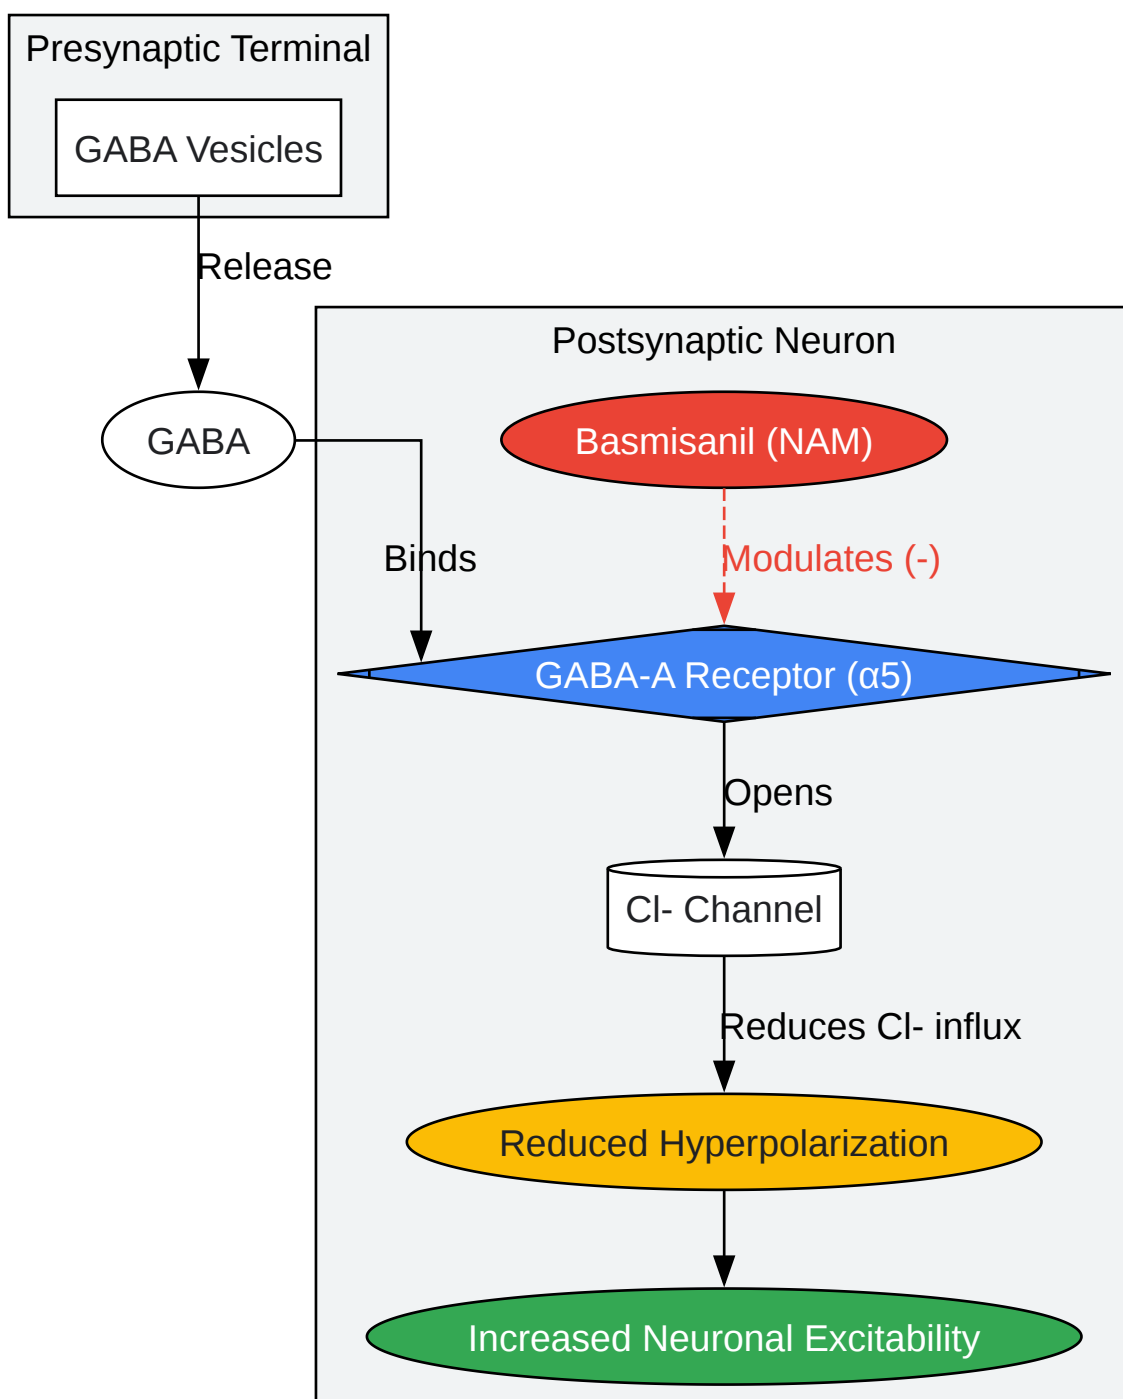 Presynaptic Terminal
GABA Vesicles
Release
Postsynaptic Neuron
GABA
Basmisanil (NAM)
Binds
Modulates (-)
GABA-A Receptor (α5)
Opens
Cl- Channel
Reduces Cl- influx
Reduced Hyperpolarization
Increased Neuronal Excitability